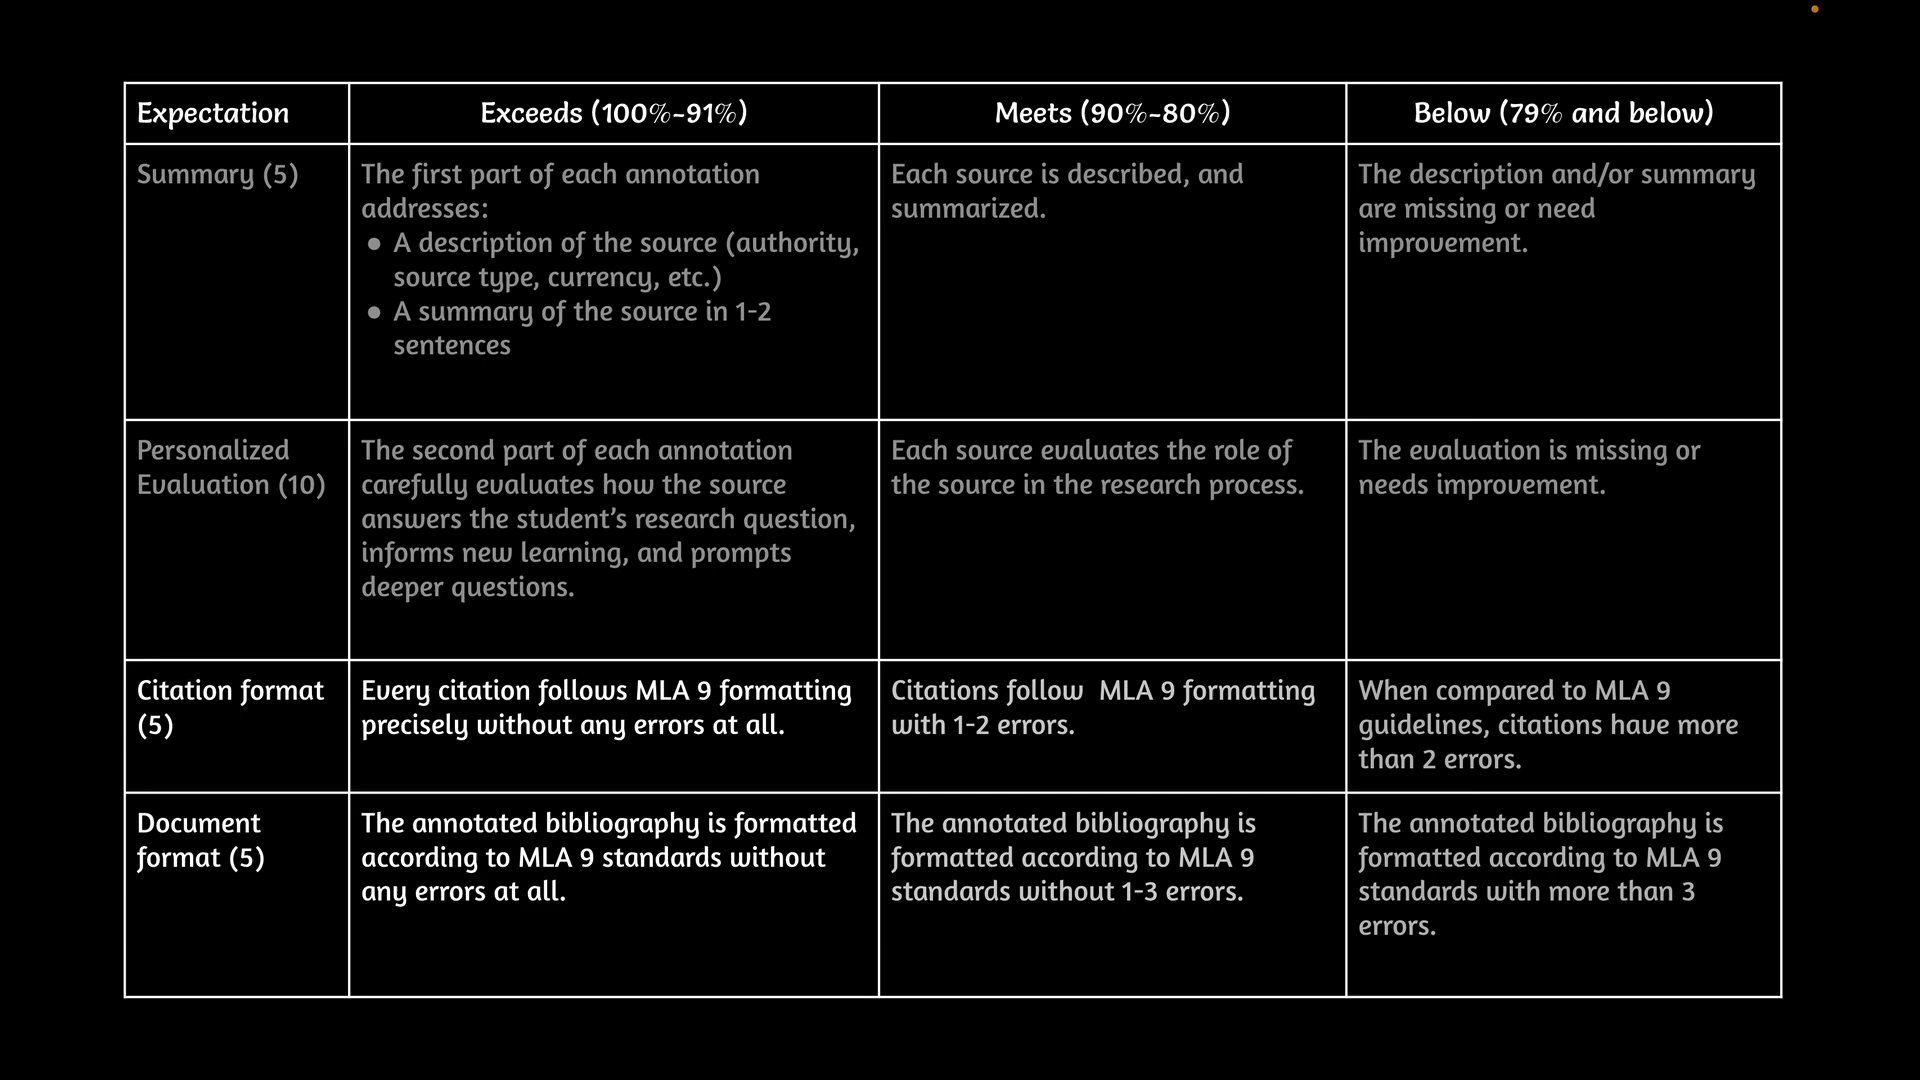 Expectation
Exceeds (100%-91%)
Meets (90%-80%)
Below (79% and below)
Summary (5)
The first part of each annotation
addresses:
● A description of the source (authority,
source type, currency, etc.)
● A summary of the source in 1-2
sentences
Each source is described, and
summarized.
The description and/or summary
are missing or need
improvement.
Personalized
Evaluation (10)
The second part of each annotation
carefully evaluates how the source
answers the student’s research question,
informs new learning, and prompts
deeper questions.
Each source evaluates the role of
the source in the research process.
The evaluation is missing or
needs improvement.
Citation format
(5)
Every citation follows MLA 9 formatting
precisely without any errors at all.
Citations follow  MLA 9 formatting
with 1-2 errors.
When compared to MLA 9
guidelines, citations have more
than 2 errors.
Document
format (5)
The annotated bibliography is formatted
according to MLA 9 standards without
any errors at all.
The annotated bibliography is
formatted according to MLA 9
standards without 1-3 errors.
The annotated bibliography is
formatted according to MLA 9
standards with more than 3
errors.